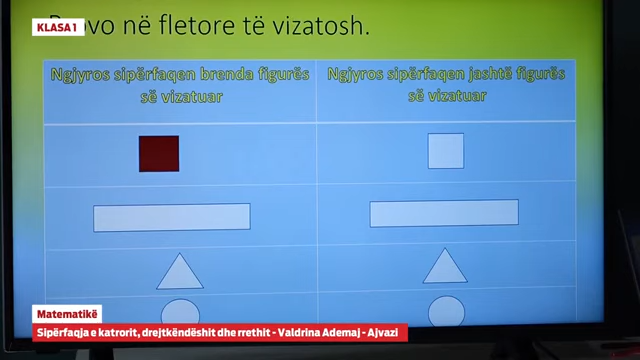 KLASA 1
në fletore të vizatosh.
Ngjyros sipërfaqen brenda figurës
së vizatuar
Ngjyros sipërfaqen jashtë figurës
së vizatuar
Matematikë
Sipërfaqja e katrorit, drejtkëndëshit dhe rrethit - Valdrina Ademaj - Ajvazi